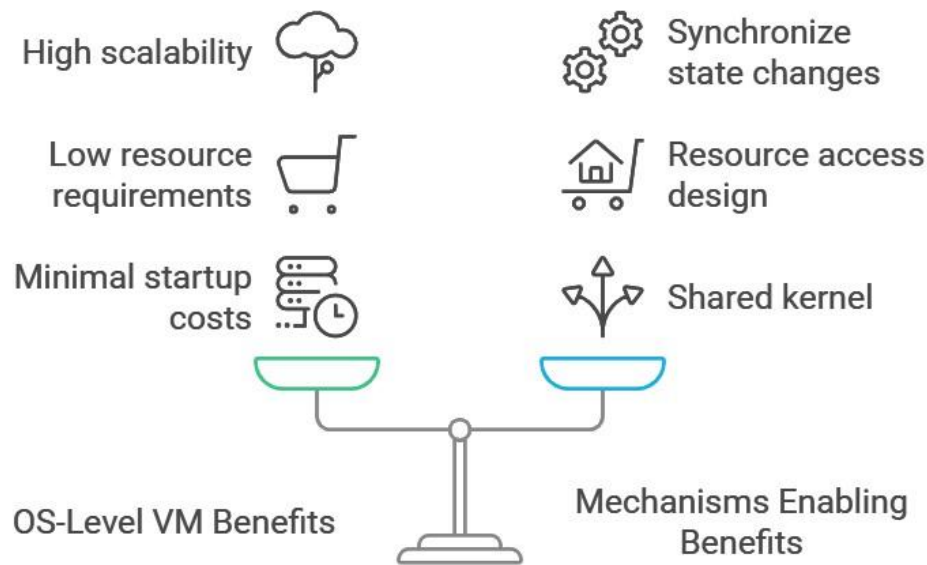 High scalability
Synchronize
state changes
Low resource
requirements
Resource access
design
Minimal startup
costs
Shared kernel
OS-Level VM Benefits
Mechanisms Enabling
Benefits